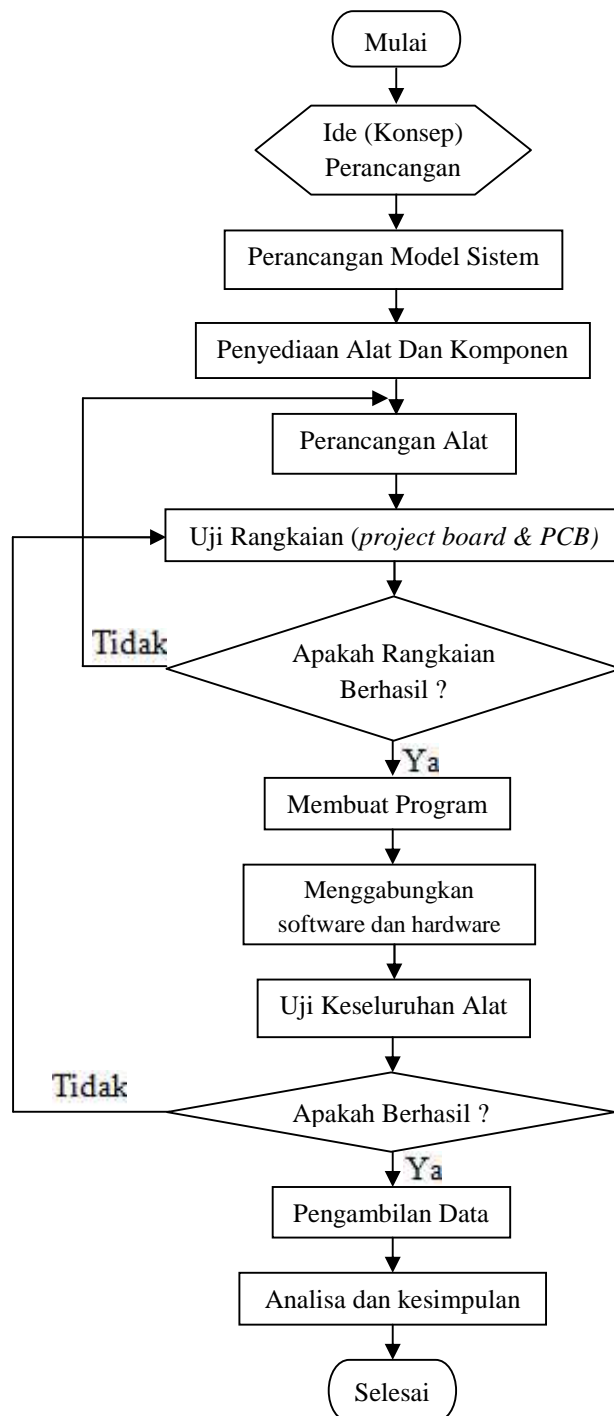 Mulai
Ide (Konsep)
Perancangan
Perancangan Model Sistem
Penyediaan Alat Dan Komponen
Perancangan Alat
Uji Rangkaian (project board & PCB)
Tidak
Apakah Rangkaian
Berhasil ?
Ya
Membuat Program
Menggabungkan
software dan hardware
Uji Keseluruhan Alat
Tidak
Apakah Berhasil ?
Ya
Pengambilan Data
Analisa dan kesimpulan
Selesai